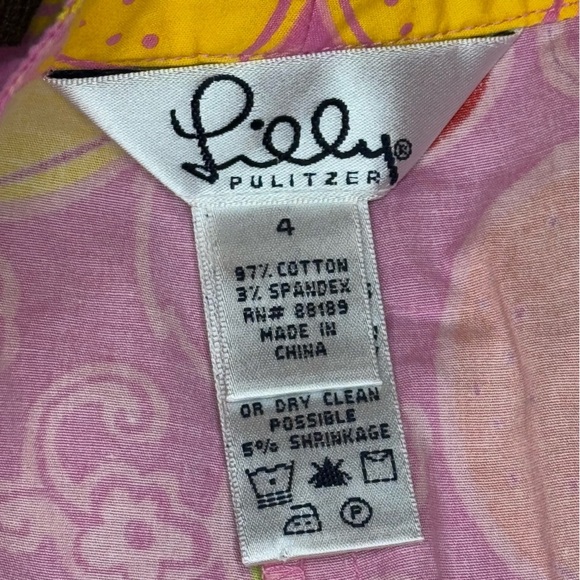 Lilly®
PULITZER
4
97% COTTON
3% SPANDEX
RN# 88189
MADE IN
CHINA
OR DRY CLEAN
POSSIBLE
5% SHRINKAGE
P